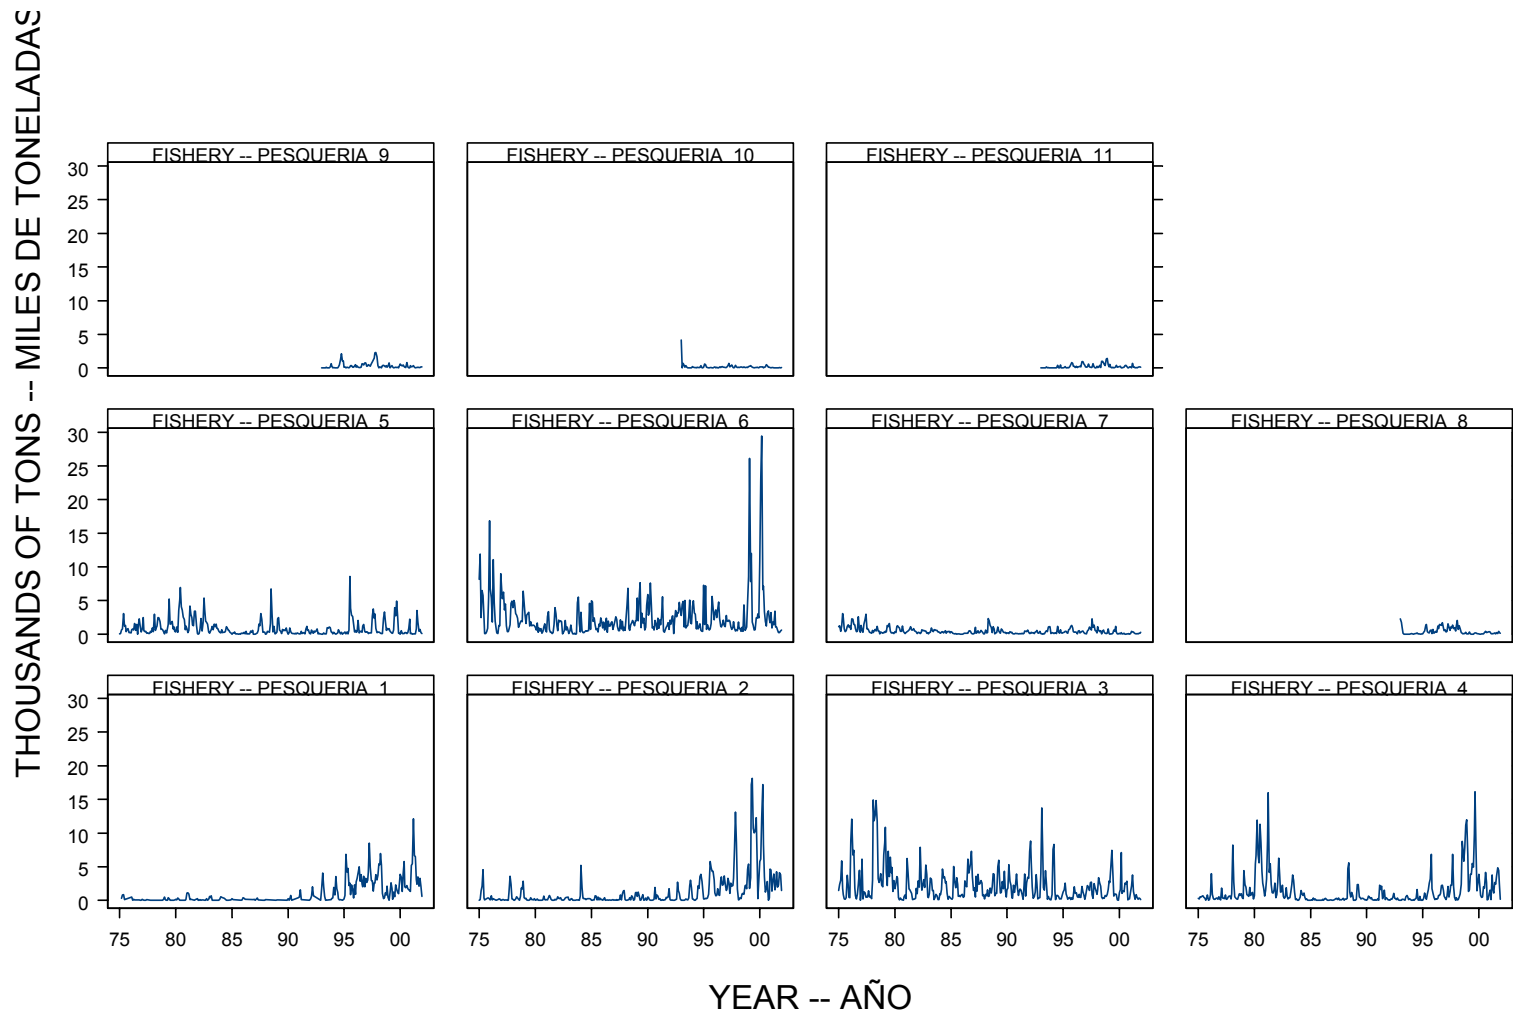 THOUSANDS OF TONS -- MILES DE TONELADAS
FISHERY -- PESQUERIA 9
FISHERY -- PESQUERIA 10
FISHERY -- PESQUERIA 11
30
25
20
15
10
5
0
FISHERY -- PESQUERIA 5
FISHERY -- PESQUERIA 6
FISHERY -- PESQUERIA 7
FISHERY -- PESQUERIA 8
30
25
20
15
10
5
0
FISHERY -- PESQUERIA 1
FISHERY -- PESQUERIA 2
FISHERY -- PESQUERIA 3
FISHERY -- PESQUERIA 4
30
25
20
15
10
5
0
75 80 85 90 95 00
75 80 85 90 95 00
75 80 85 90 95 00
75 80 85 90 95 00
YEAR -- AÑO